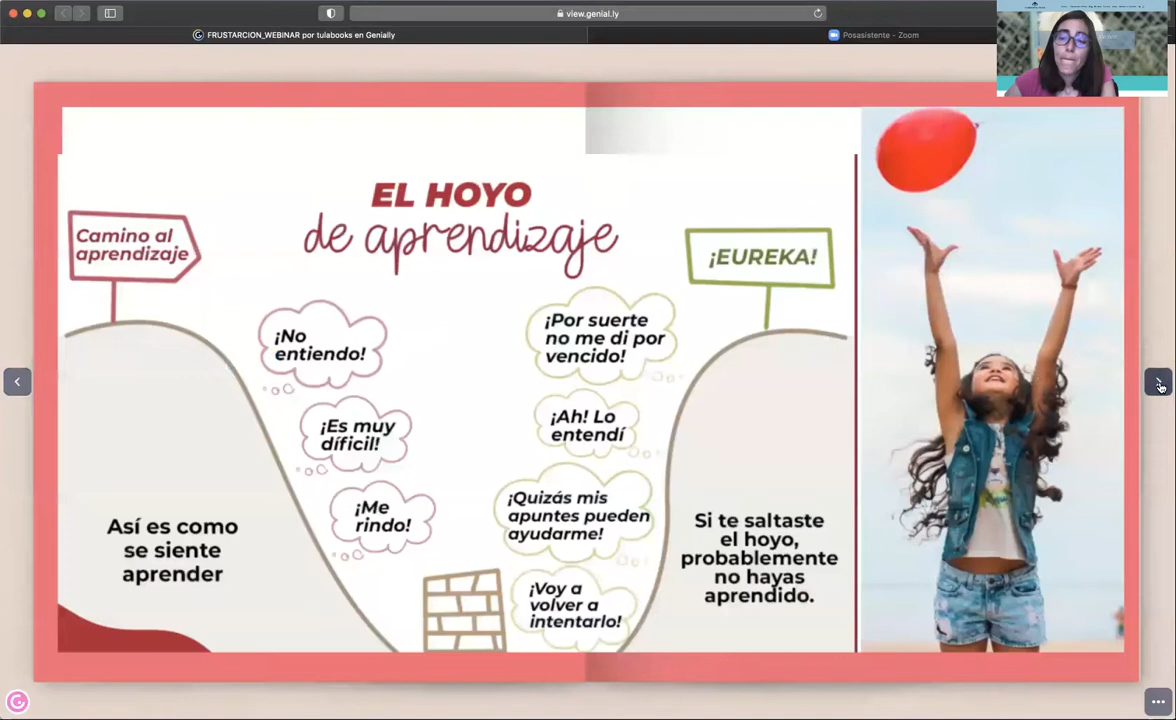 view.genial.ly
FRUSTARCION_WEBINAR por tulabooks en Genially
Posasistente - Zoom
EL HOYO
de aprendizaje
Camino al
aprendizaje
¡EUREKA!
¡No
entiendo!
¡Es muy
díficil!
¡Me
rindo!
¡Por suerte
no me di por
vencido!
¡Ah! Lo
entendí
¡Quizás mis
apuntes pueden
ayudarme!
¡Voy a
volver a
intentarlo!
Así es como
se siente
aprender
Si te saltaste
el hoyo,
probablemente
no hayas
aprendido.